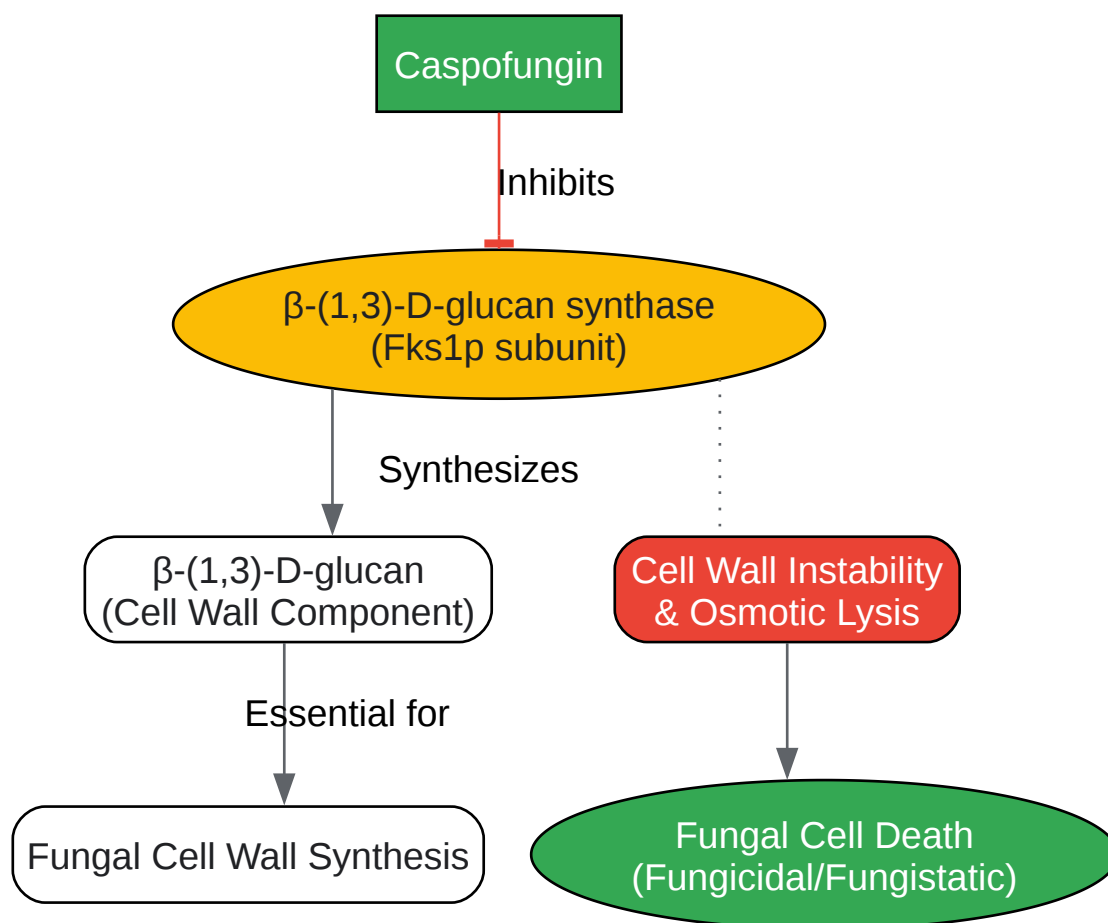 Caspofungin
Inhibits
β-(1,3)-D-glucan synthase
(Fks1p subunit)
Synthesizes
β-(1,3)-D-glucan
(Cell Wall Component)
Cell Wall Instability
& Osmotic Lysis
Essential for
Fungal Cell Wall Synthesis
Fungal Cell Death
(Fungicidal/Fungistatic)